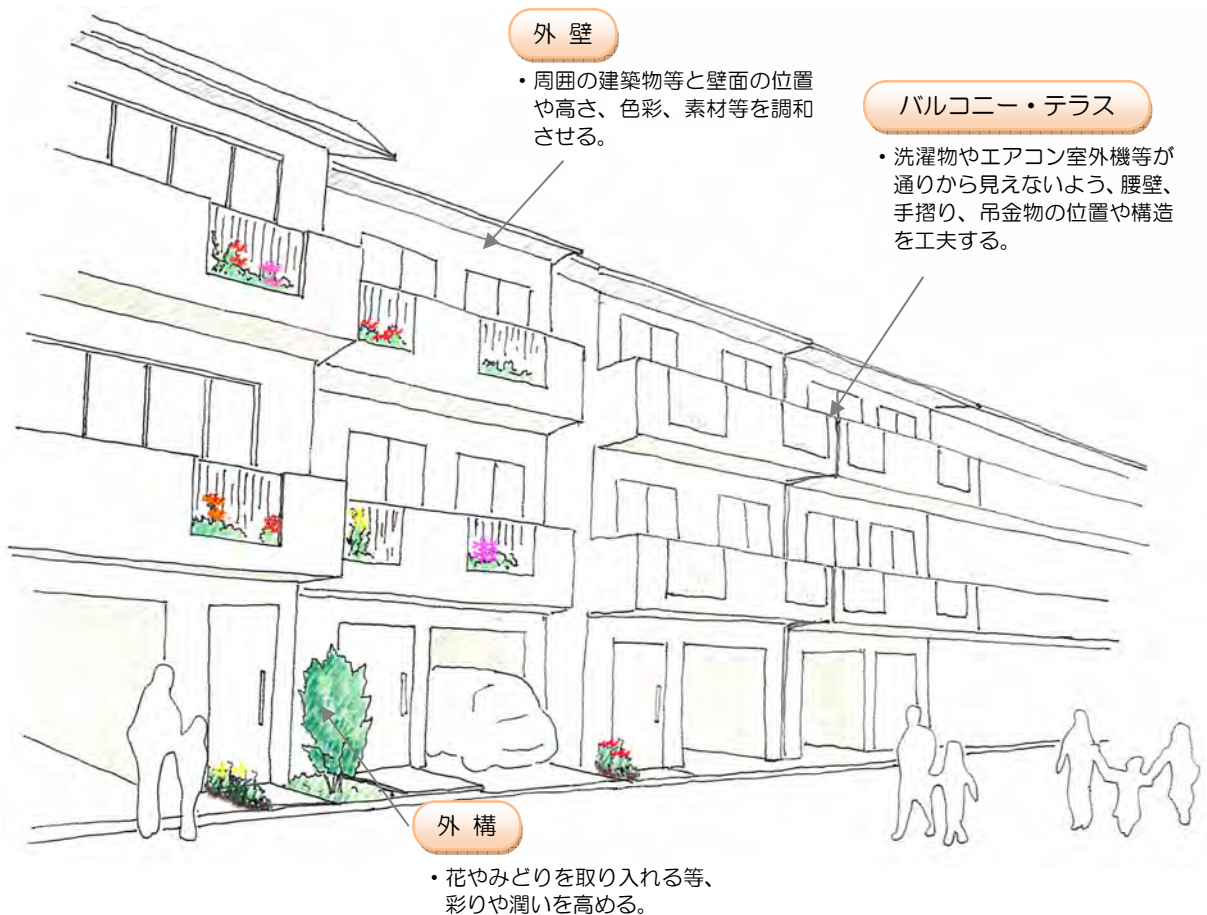 外 壁
・周囲の建築物等と壁面の位置
や高さ、色彩、素材等を調和
させる。
バルコニー・テラス
・洗濯物やエアコン室外機等が
通りから見えないよう、腰壁、
手摺り、吊金物の位置や構造
を工夫する。
外 構
・花やみどりを取り入れる等、
彩りや潤いを高める。